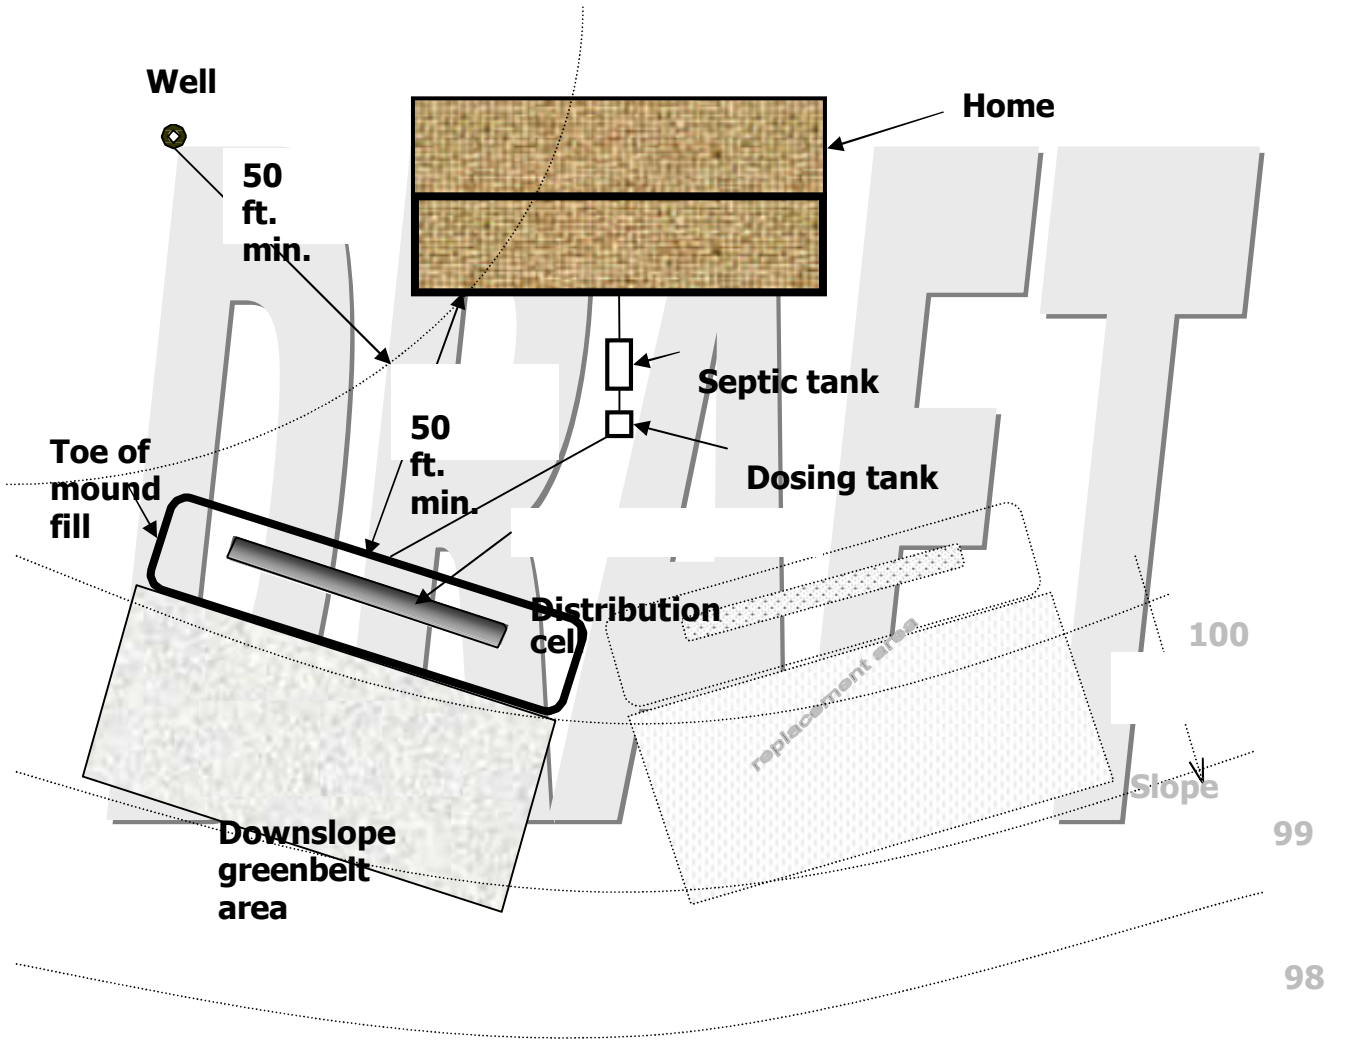 Well
Home
50
ft.
min.
Septic tank
50
ft.
min.
Toe of
mound
fill
Dosing tank
Distribution
cell
100
replacement area
Slope
Downslope
greenbelt
area
99
98
DRAFT